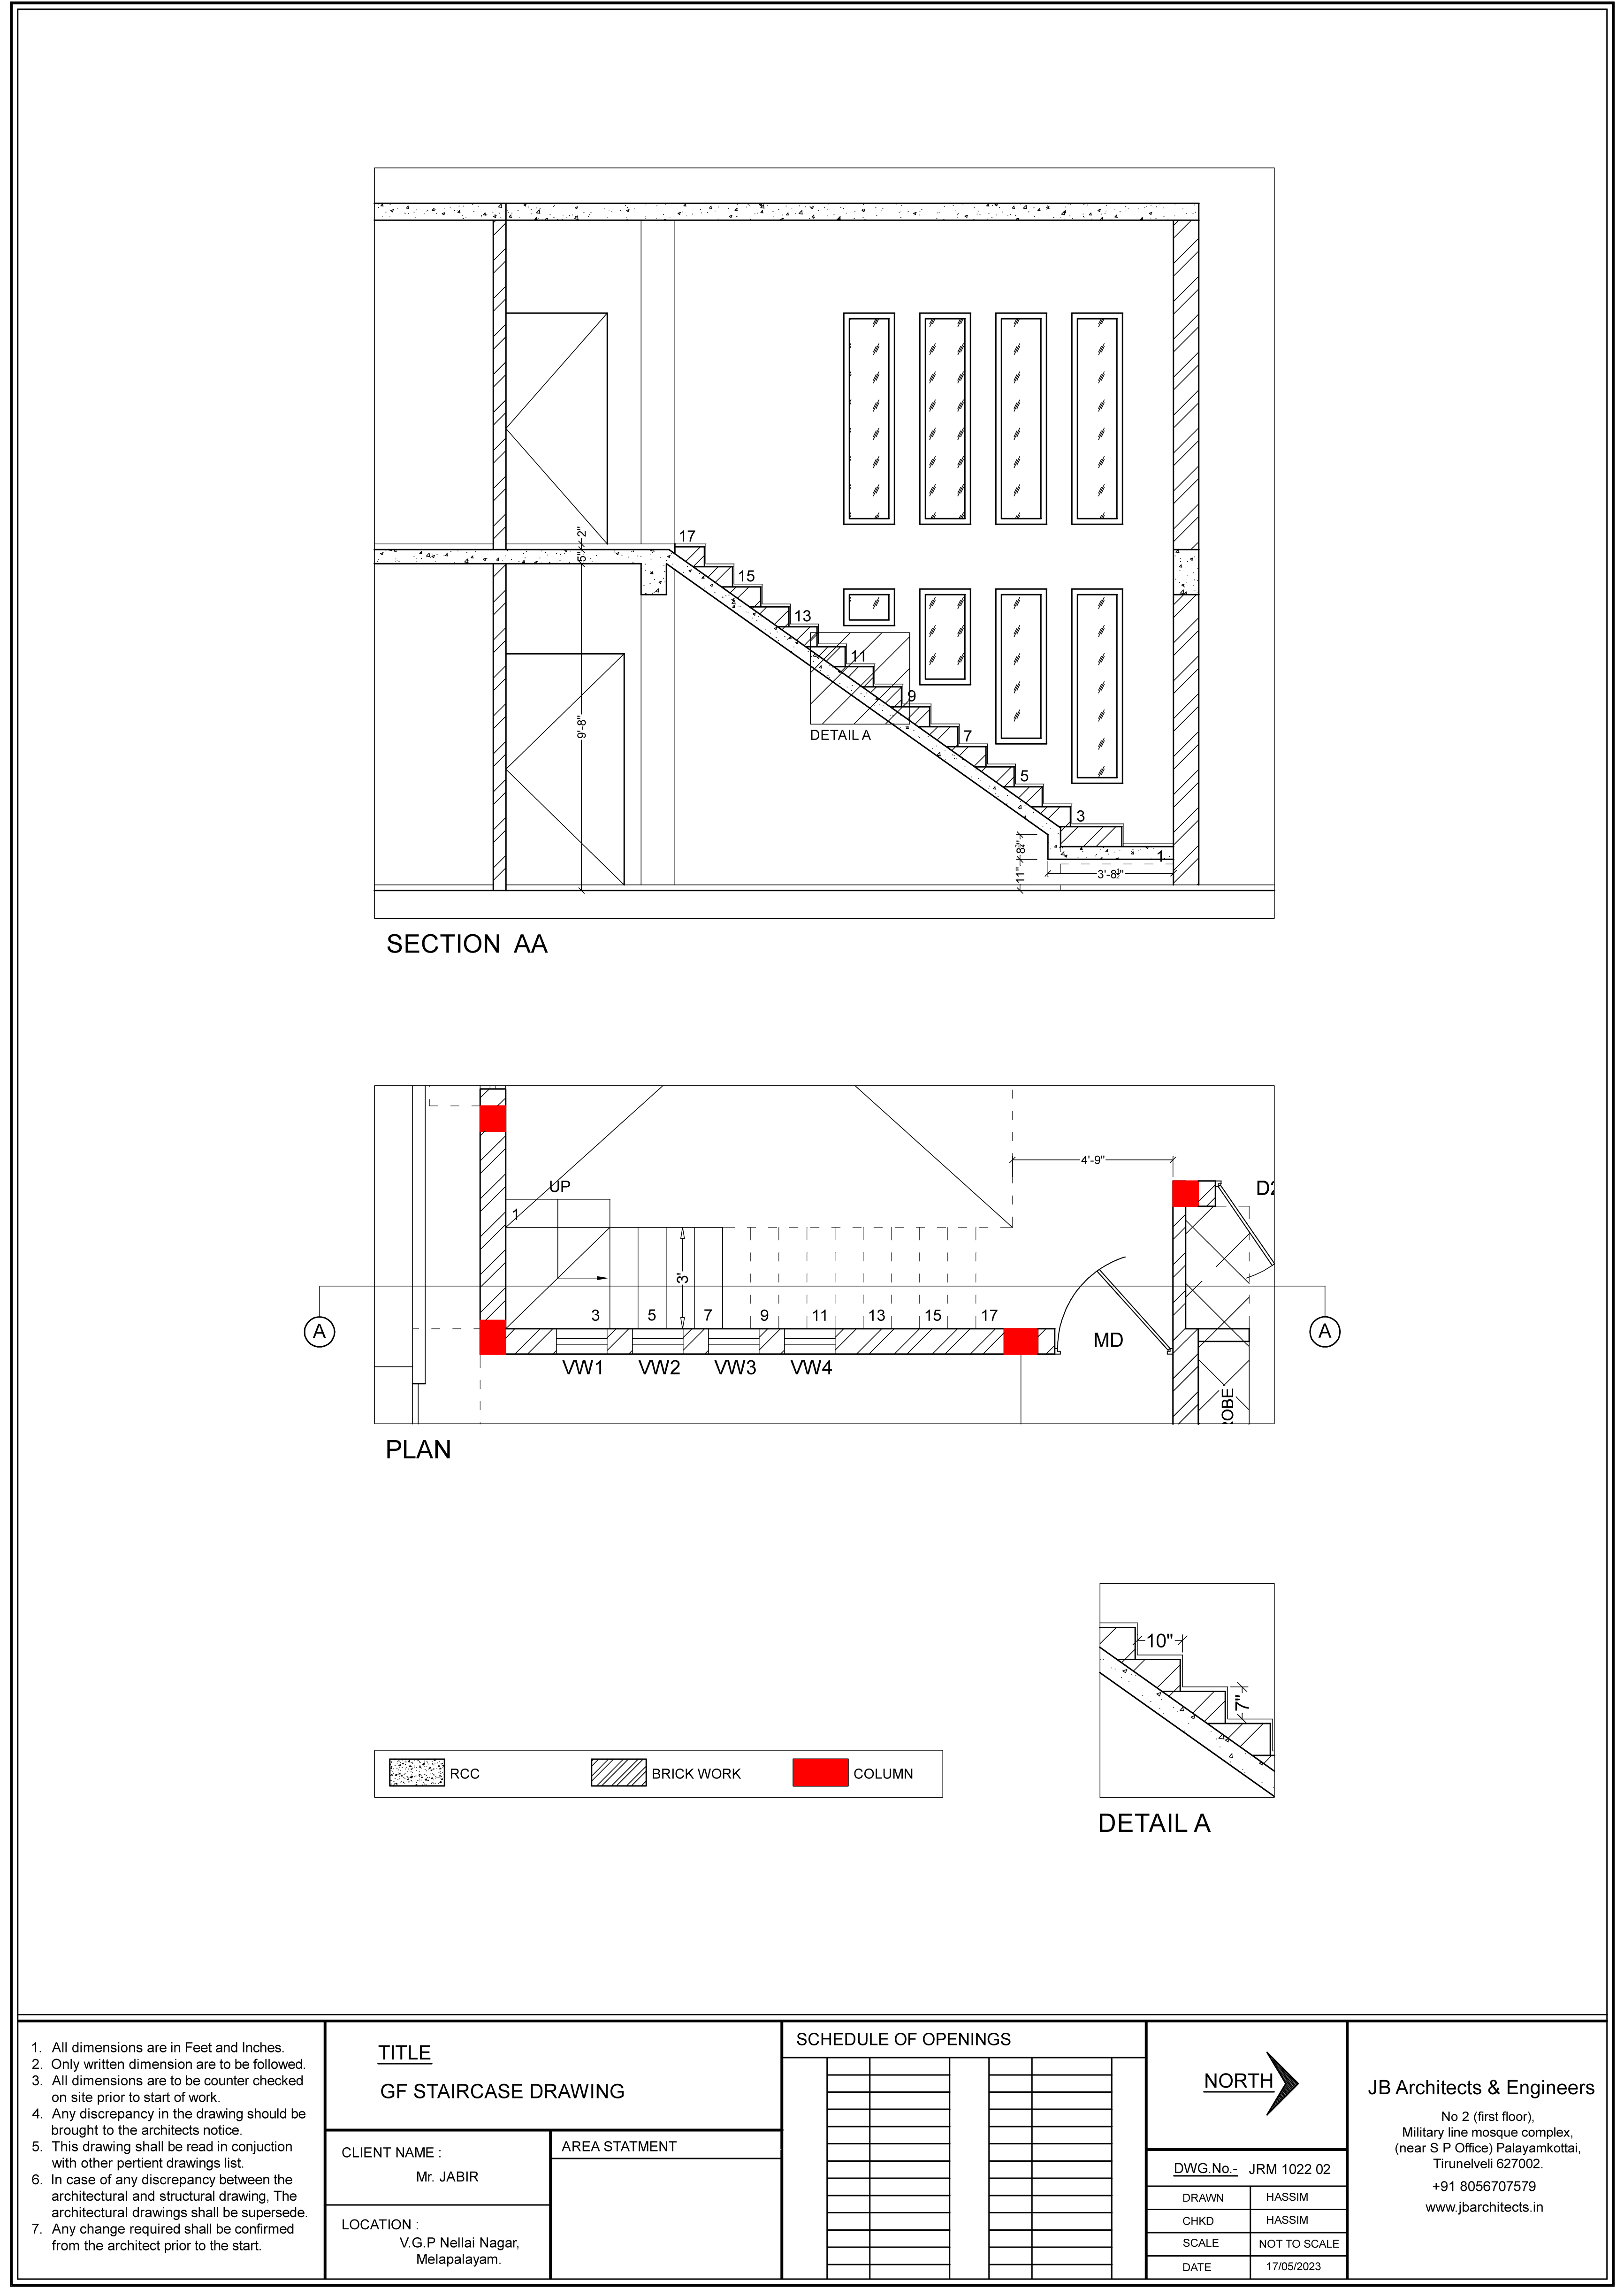 17
15
13
11
9
7
5
3
1
2"
5"
9'-8"
DETAIL A
8½"
11"
3'-8½"
SECTION AA
4'-9"
UP
1
D2
3'
3 5 7 9 11 13 15 17
A
A
MD
VW1 VW2 VW3 VW4
OBE
PLAN
10"
7"
RCC
BRICK WORK
COLUMN
DETAIL A
1. All dimensions are in Feet and Inches.
2. Only written dimension are to be followed.
3. All dimensions are to be counter checked
on site prior to start of work.
4. Any discrepancy in the drawing should be
brought to the architects notice.
5. This drawing shall be read in conjuction
with other pertient drawings list.
6. In case of any discrepancy between the
architectural and structural drawing, The
architectural drawings shall be supersede.
7. Any change required shall be confirmed
from the architect prior to the start.
TITLE
GF STAIRCASE DRAWING
CLIENT NAME :
Mr. JABIR
LOCATION :
V.G.P Nellai Nagar,
Melapalayam.
AREA STATMENT
SCHEDULE OF OPENINGS
NORTH
DWG.No.- JRM 1022 02
DRAWN HASSIM
CHKD HASSIM
SCALE NOT TO SCALE
DATE 17/05/2023
JB Architects & Engineers
No 2 (first floor),
Military line mosque complex,
(near S P Office) Palayamkottai,
Tirunelveli 627002.
+91 8056707579
www.jbarchitects.in